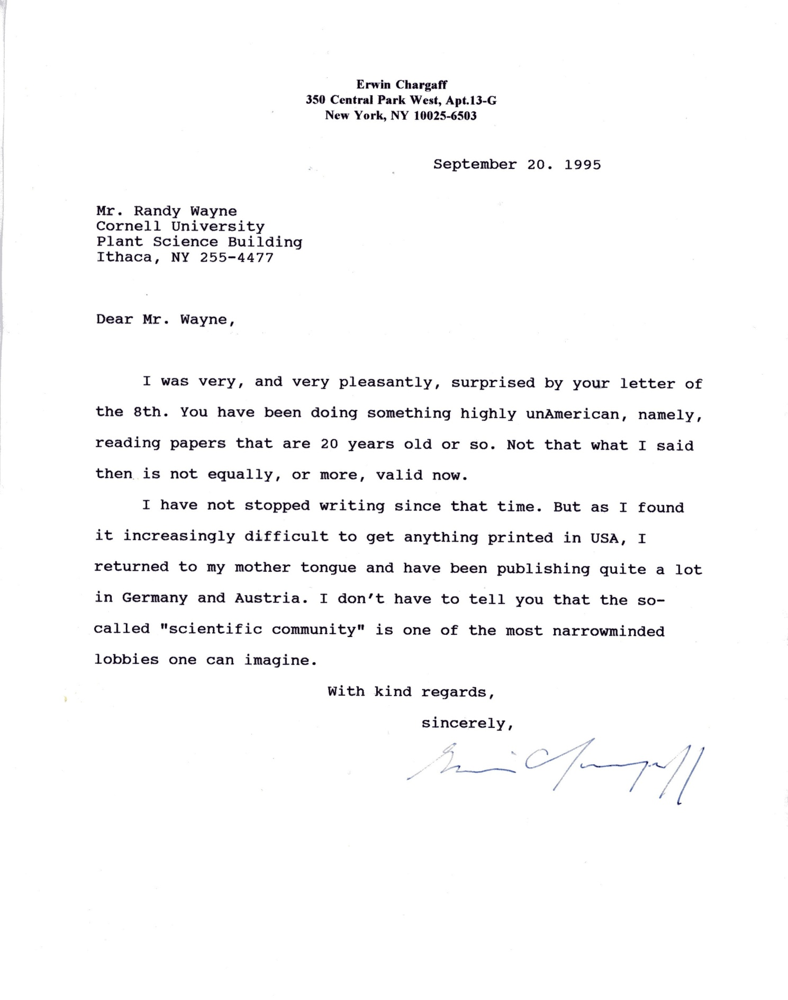 Erwin Chargaff
350 Central Park West, Apt.13-G
New York, NY 10025-6503
September 20. 1995
Mr. Randy Wayne
Cornell University
Plant Science Building
Ithaca, NY 255-4477
Dear Mr. Wayne,
I was very, and very pleasantly, surprised by your letter of
the 8th. You have been doing something highly unAmerican, namely,
reading papers that are 20 years old or so. Not that what I said
then is not equally, or more, valid now.
I have not stopped writing since that time. But as I found
it increasingly difficult to get anything printed in USA, I
returned to my mother tongue and have been publishing quite a lot
in Germany and Austria. I don't have to tell you that the so-
called "scientific community" is one of the most narrowminded
lobbies one can imagine.
With kind regards,
sincerely,
Erwin Chargaff